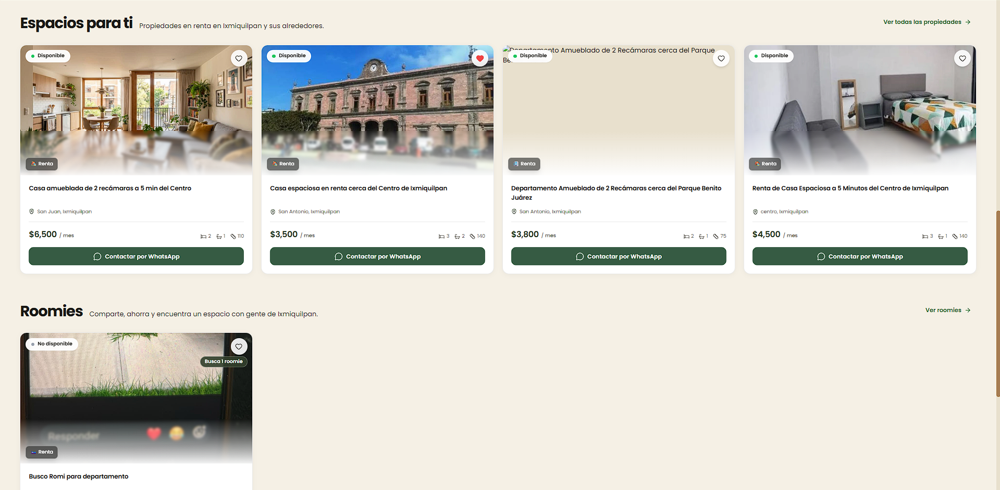 Espacios para ti
Propiedades en renta en Ixmiquilpan y sus alrededores.
Ver todas las propiedades
Disponible
Renta
Casa amueblada de 2 recámaras a 5 min del Centro
San Juan, Ixmiquilpan
$6,500 / mes
2 1 110
Contactar por WhatsApp
Disponible
Renta
Casa espaciosa en renta cerca del Centro de Ixmiquilpan
San Antonio, Ixmiquilpan
$3,500 / mes
3 2 140
Contactar por WhatsApp
Departamento Amueblado de 2 Recámaras cerca del Parque
Disponible
Renta
Departamento Amueblado de 2 Recámaras cerca del Parque Benito
Juárez
San Antonio, Ixmiquilpan
$3,800 / mes
2 1 75
Contactar por WhatsApp
Disponible
Renta
Renta de Casa Espaciosa a 5 Minutos del Centro de Ixmiquilpan
centro, Ixmiquilpan
$4,500 / mes
3 1 140
Contactar por WhatsApp
Roomies
Comparte, ahorra y encuentra un espacio con gente de Ixmiquilpan.
Ver roomies
No disponible
Busca 1 roomie
Responder
Renta
Busco Romi para departamento